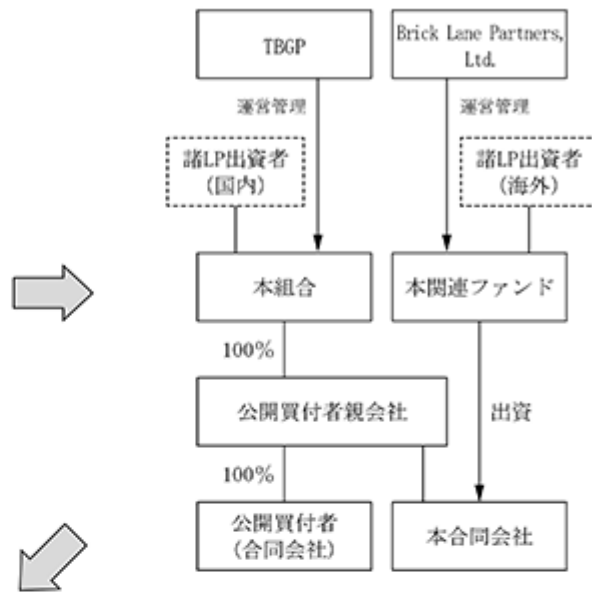 TBGP
Brick Lane Partners,
Ltd.
運営管理
運営管理
諸LP出資者
(国内)
諸LP出資者
(海外)
本組合
本関連ファンド
100%
公開買付者親会社
出資
100%
公開買付者
(合同会社)
本合同会社